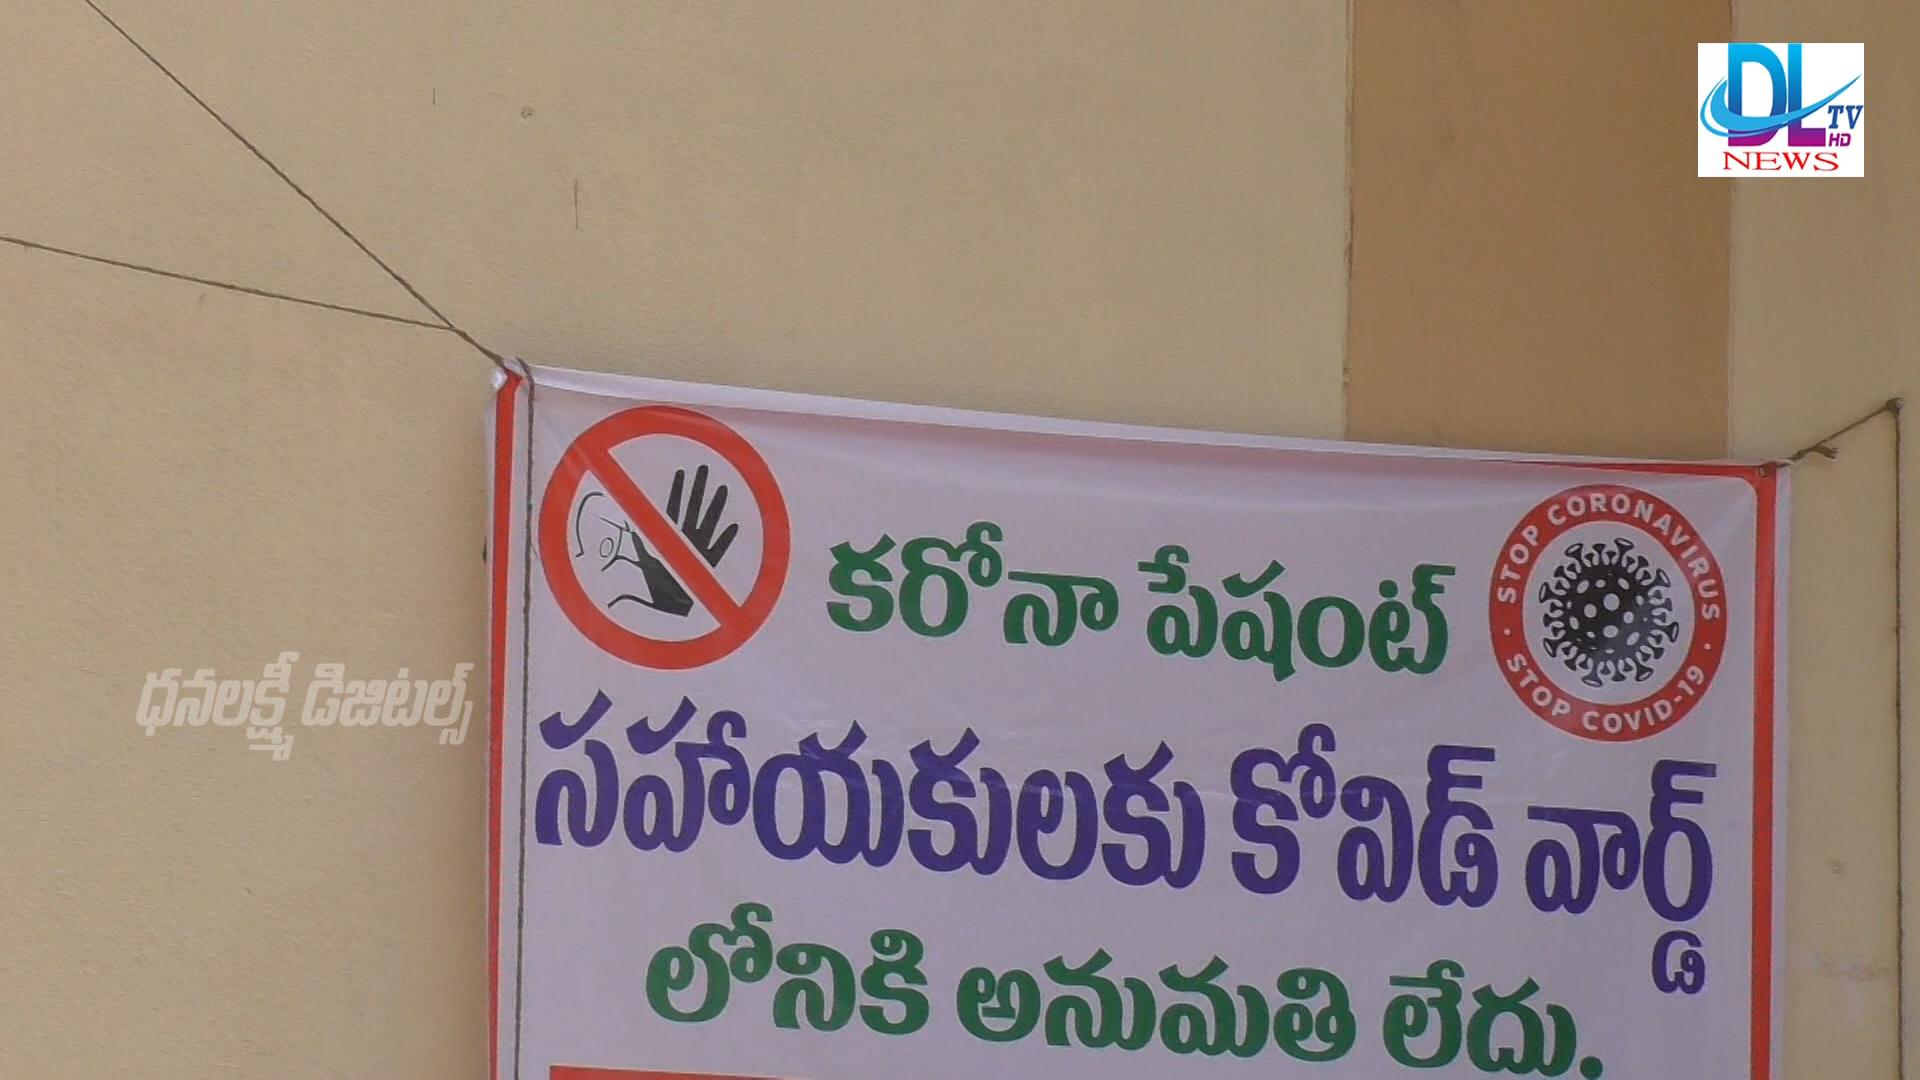 DL TV HD
NEWS
STOP CORONAVIRUS
STOP COVID-19
కరోనా పేషంట్
సహాయకులకు కోవిడ్ వార్డ్
లోనికి అనుమతి లేదు.
ధనలక్ష్మీ డిజిటల్స్